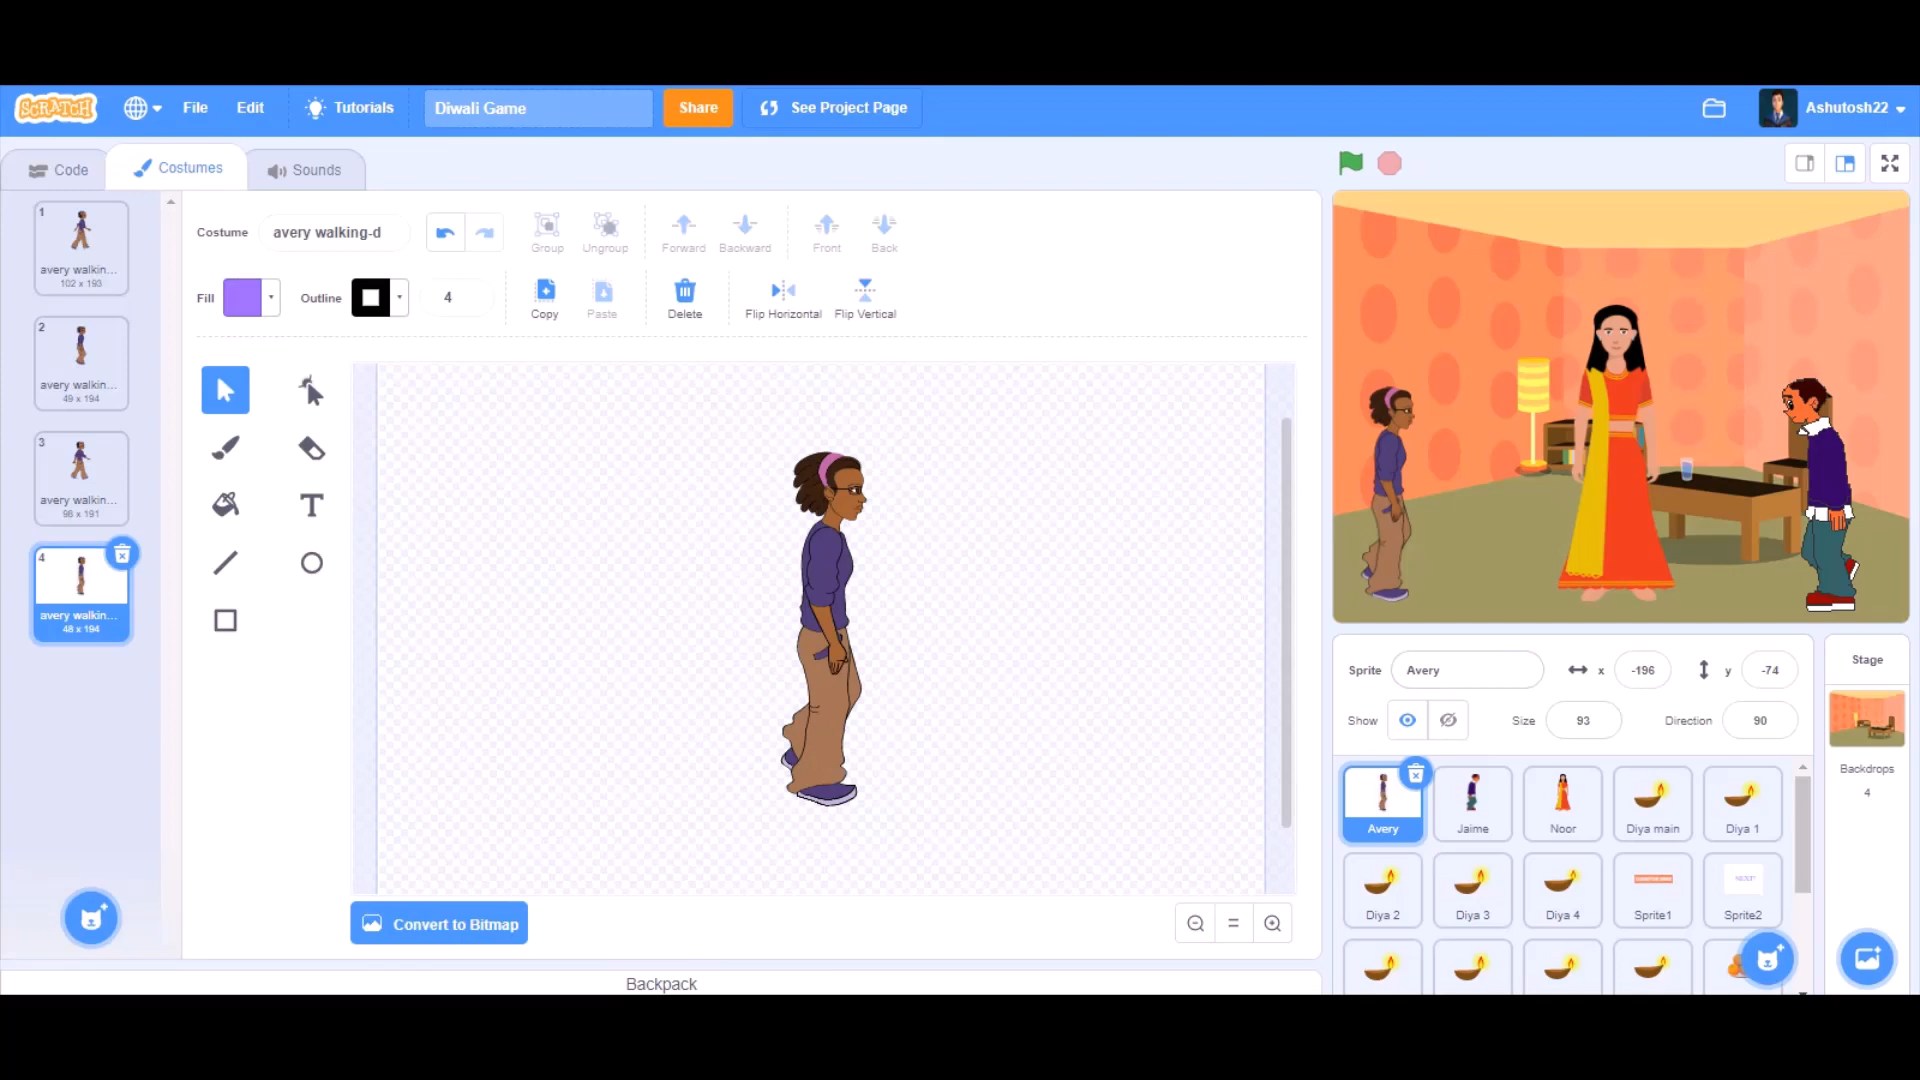 SCRATCH
File
Edit
Tutorials
Diwali Game
Share
See Project Page
Ashutosh22
Code
Costumes
Sounds
1
avery walkin...
102 x 193
2
avery walkin...
49 x 194
3
avery walkin...
98 x 191
4
avery walkin...
48 x 194
Costume
avery walking-d
Group
Ungroup
Forward
Backward
Front
Back
Fill
Outline
4
Copy
Paste
Delete
Flip Horizontal
Flip Vertical
T
Convert to Bitmap
Backpack
Sprite
Avery
x
-196
y
-74
Show
Size
93
Direction
90
Stage
Backdrops
4
Avery
Jaime
Noor
Diya main
Diya 1
Diya 2
Diya 3
Diya 4
Sprite1
NEXT
Sprite2